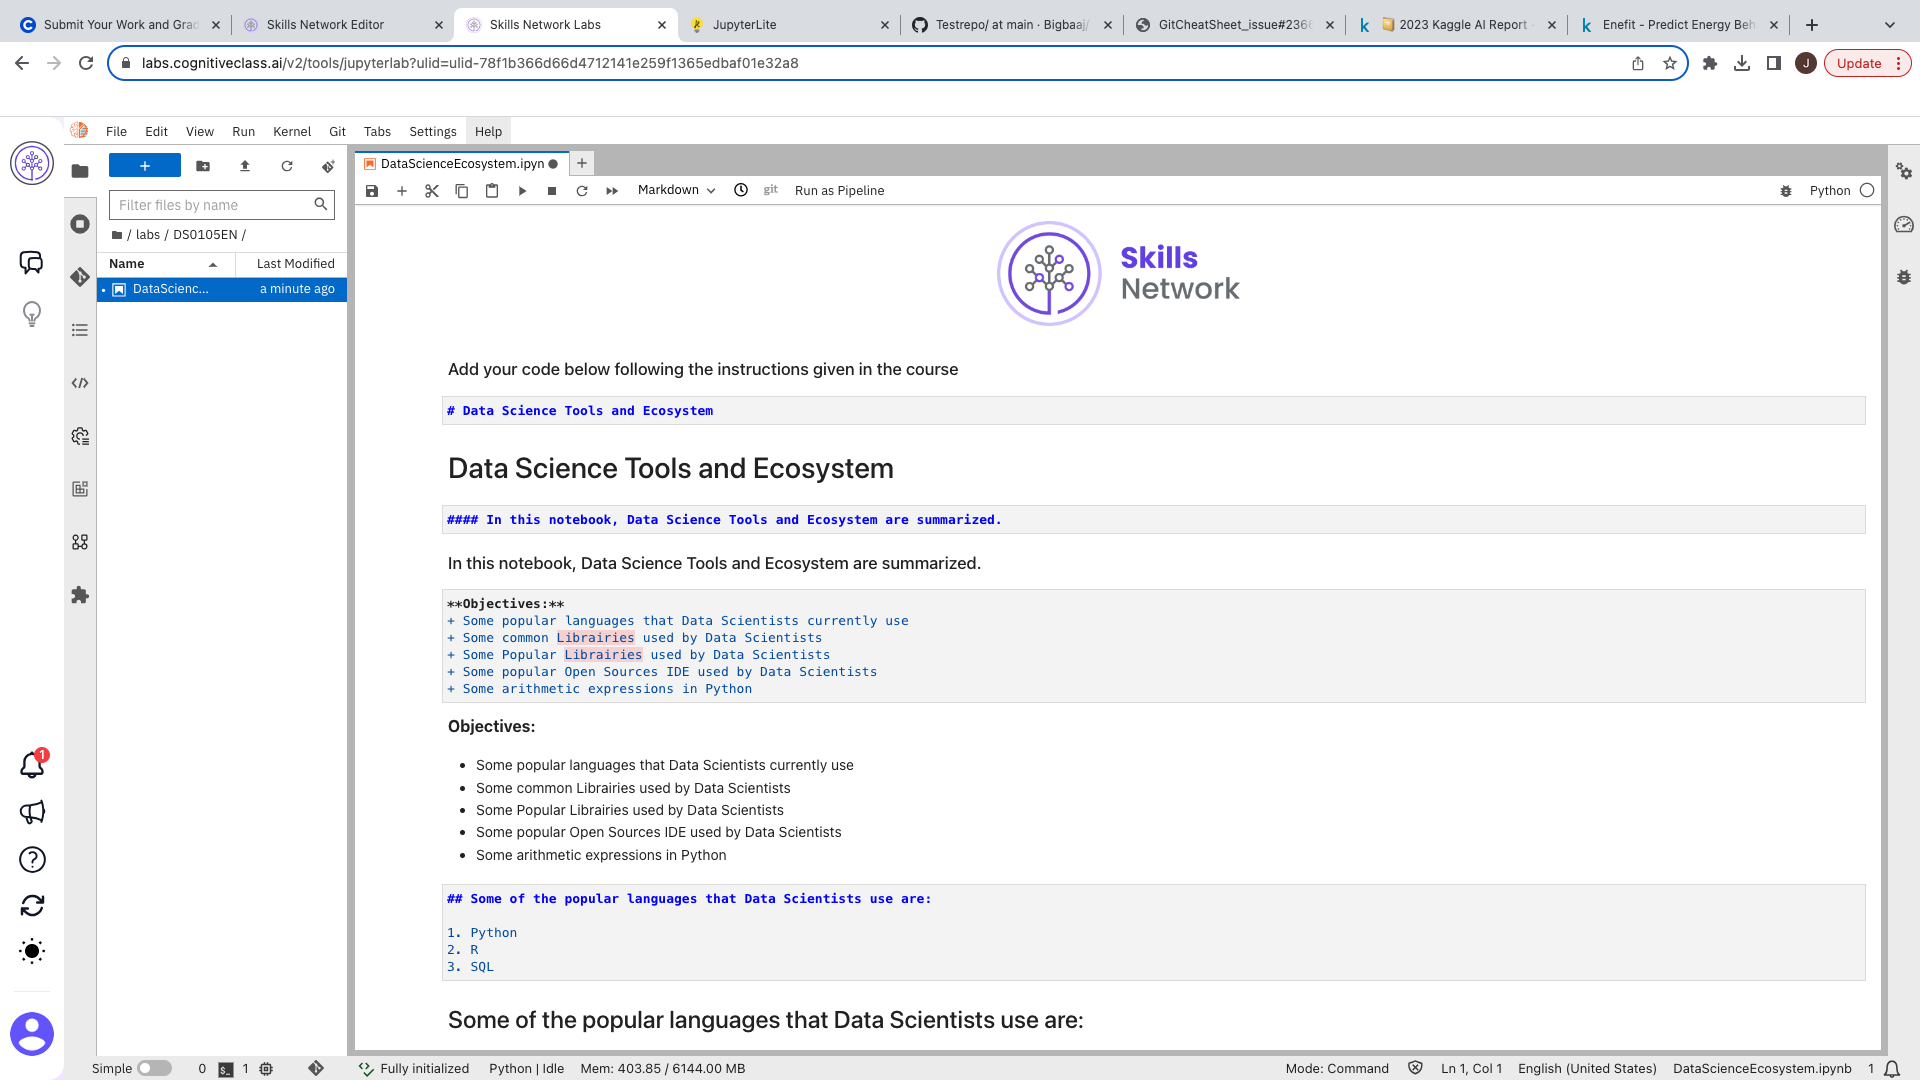 Submit Your Work and Grad
Skills Network Editor
Skills Network Labs
JupyterLite
Testrepo/ at main · Bigbaaj/
GitCheatSheet_issue#2366
2023 Kaggle AI Report -
Enefit - Predict Energy Beh
labs.cognitiveclass.ai/v2/tools/jupyterlab?ulid=ulid-78f1b366d66d4712141e259f1365edbaf01e32a8
J
Update
File Edit View Run Kernel Git Tabs Settings Help
DataScienceEcosystem.ipyn
Markdown
git
Run as Pipeline
Python
Filter files by name
/ labs / DS0105EN /
Name
Last Modified
DataScienc...
a minute ago
Skills
Network
Add your code below following the instructions given in the course
# Data Science Tools and Ecosystem
Data Science Tools and Ecosystem
#### In this notebook, Data Science Tools and Ecosystem are summarized.
In this notebook, Data Science Tools and Ecosystem are summarized.
**Objectives:**
+ Some popular languages that Data Scientists currently use
+ Some common Librairies used by Data Scientists
+ Some Popular Librairies used by Data Scientists
+ Some popular Open Sources IDE used by Data Scientists
+ Some arithmetic expressions in Python
Objectives:
• Some popular languages that Data Scientists currently use
• Some common Librairies used by Data Scientists
• Some Popular Librairies used by Data Scientists
• Some popular Open Sources IDE used by Data Scientists
• Some arithmetic expressions in Python
## Some of the popular languages that Data Scientists use are:
1. Python
2. R
3. SQL
Some of the popular languages that Data Scientists use are:
1
Simple 0 $_ 1 Fully initialized Python | Idle Mem: 403.85 / 6144.00 MB Mode: Command Ln 1, Col 1 English (United States) DataScienceEcosystem.ipynb 1